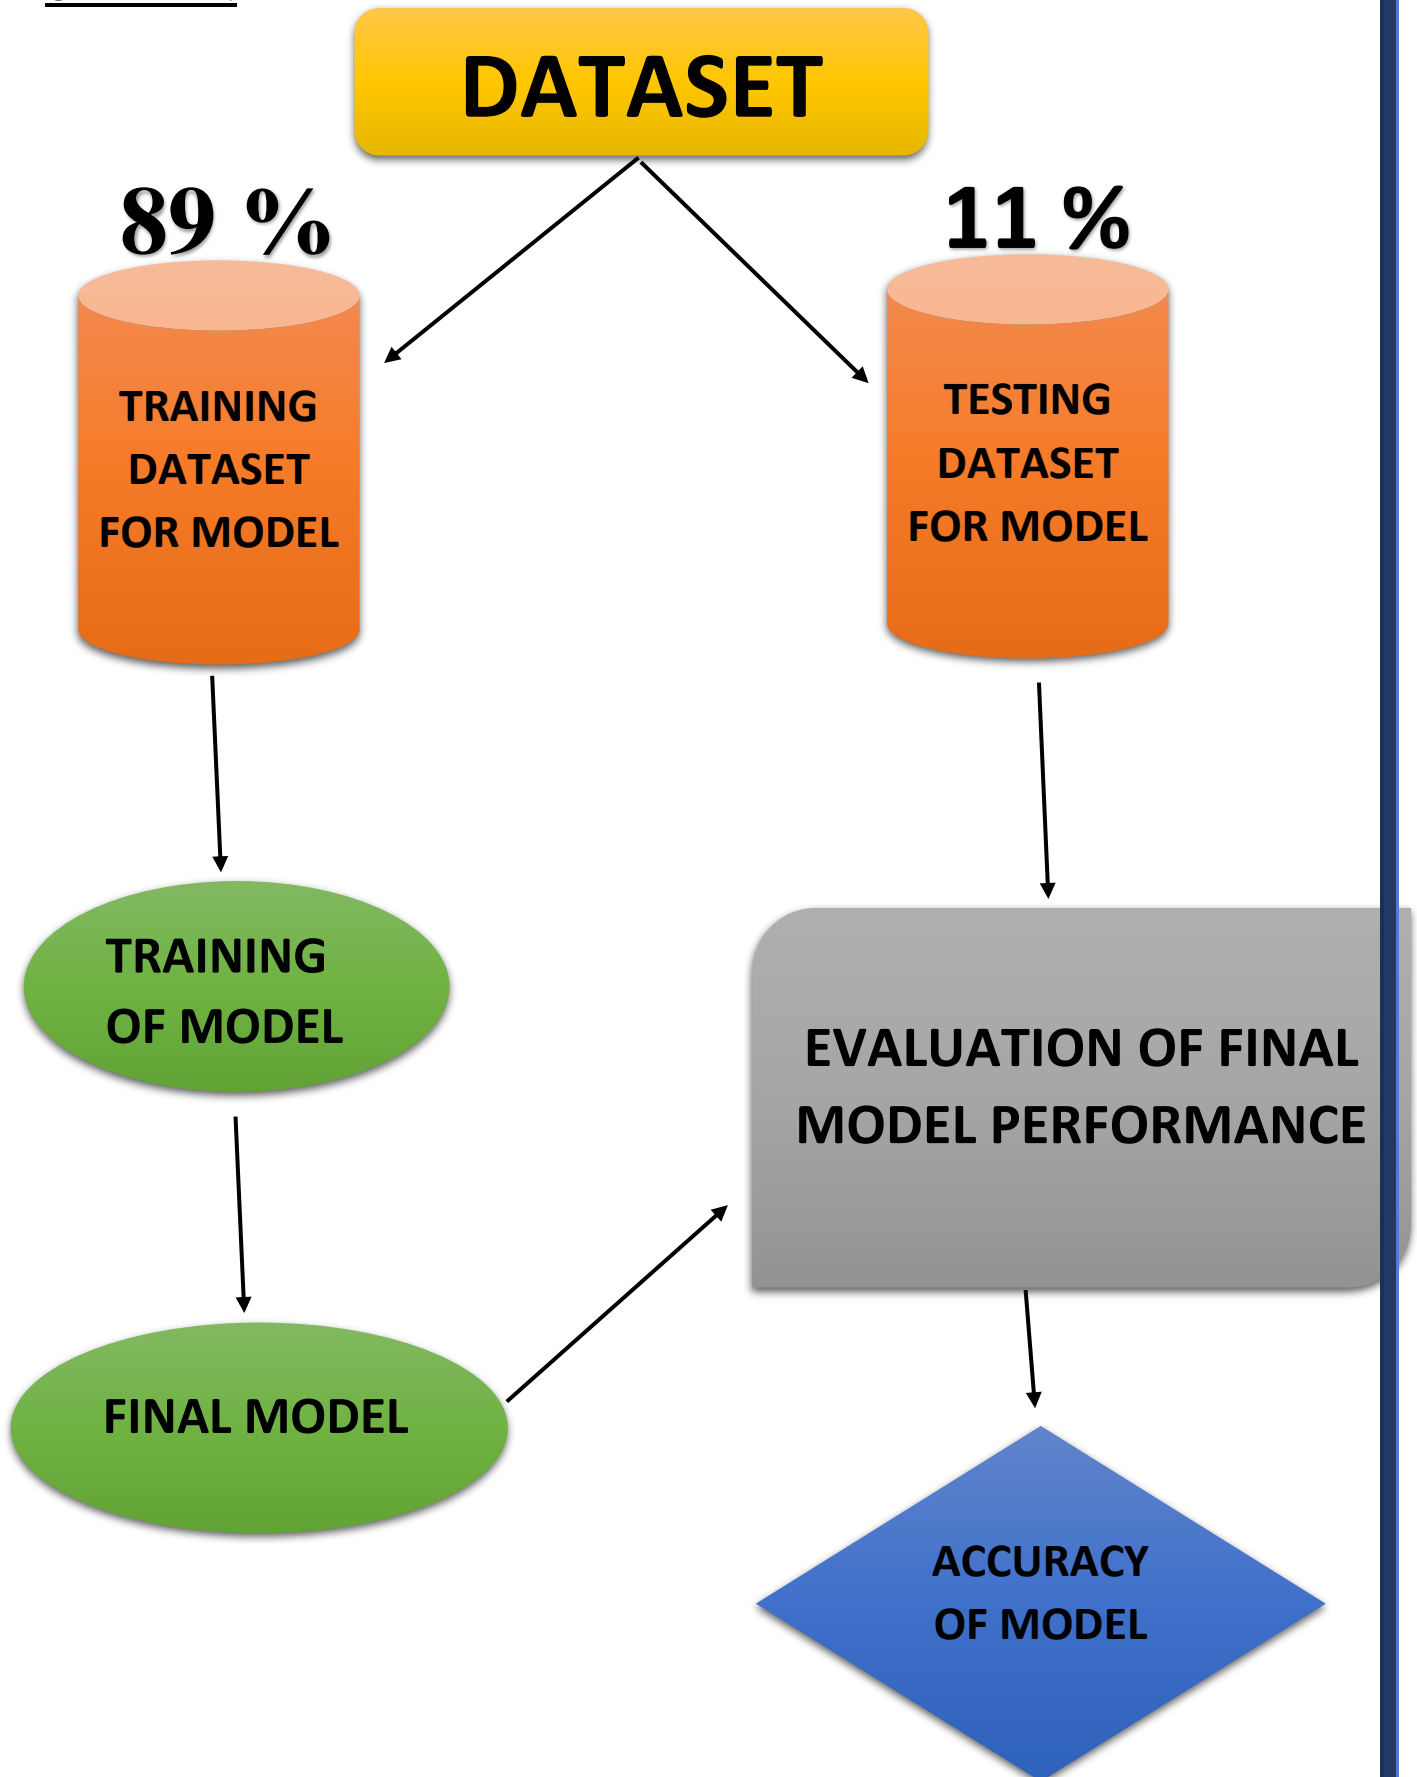 DATASET
89 %
11 %
TRAINING
DATASET
FOR MODEL
TESTING
DATASET
FOR MODEL
TRAINING
OF MODEL
EVALUATION OF FINAL
MODEL PERFORMANCE
FINAL MODEL
ACCURACY
OF MODEL